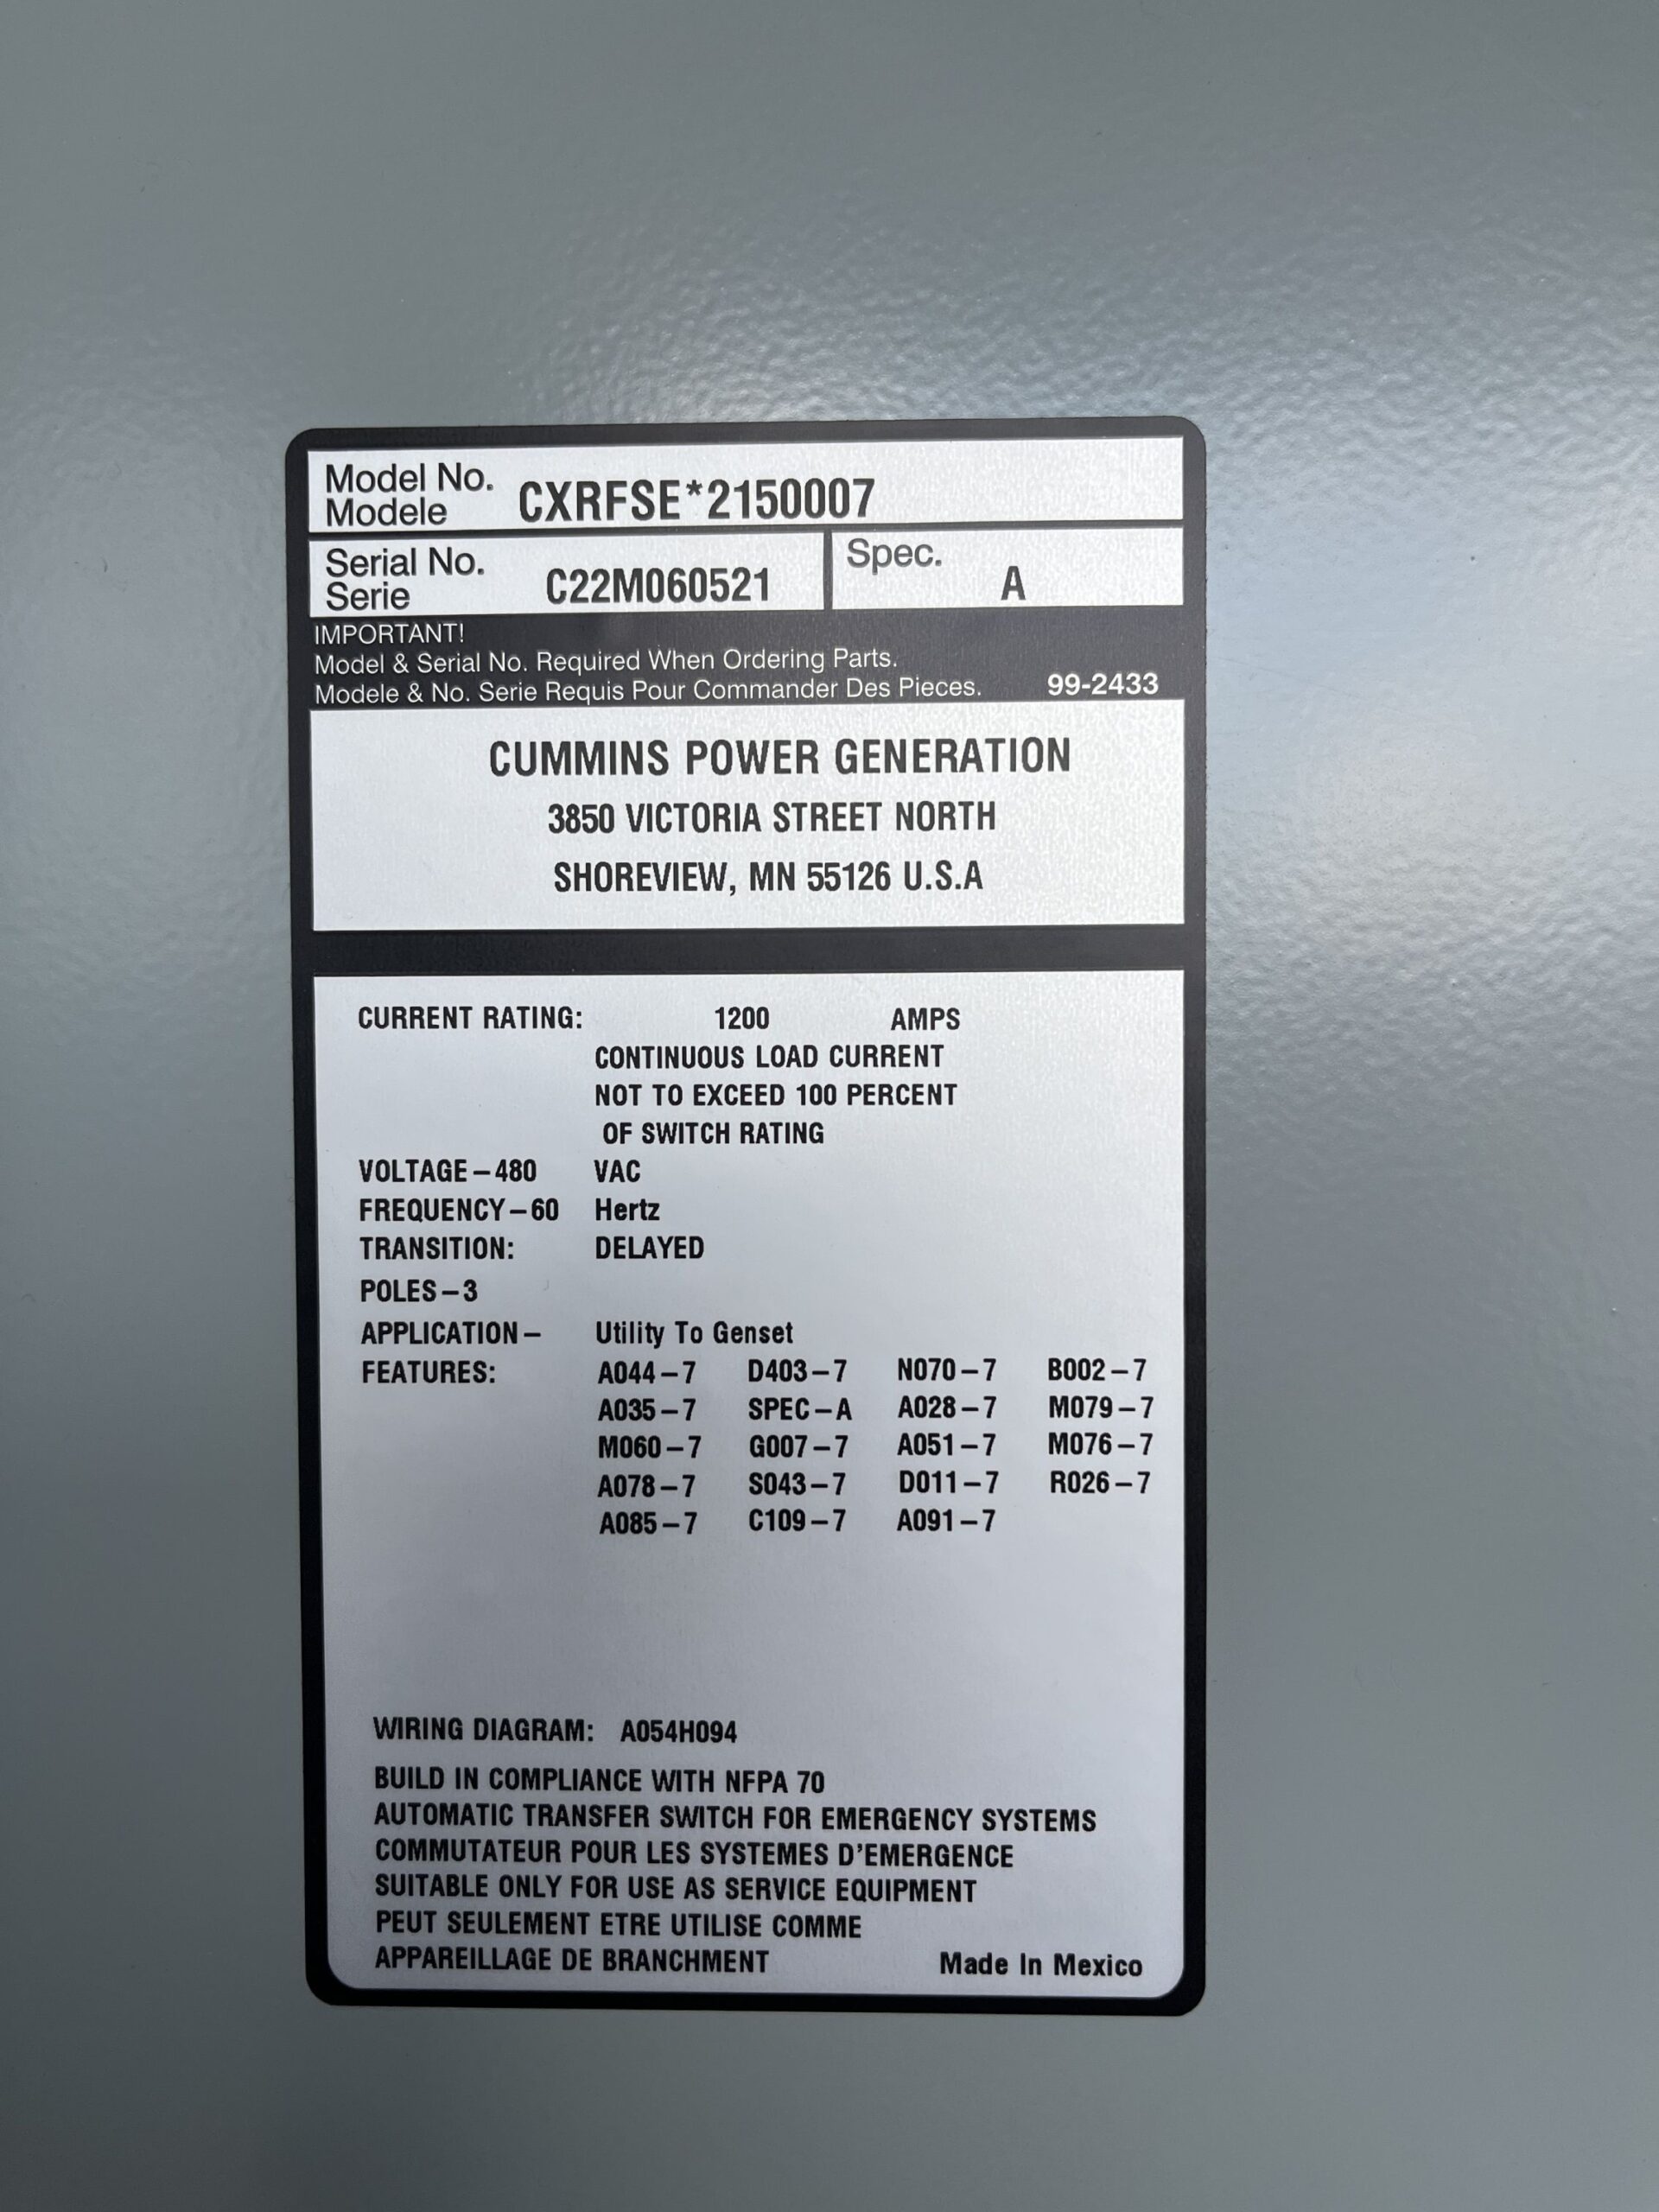 Model No.
Modele
CXRFSE*2150007
Serial No.
Serie
C22M060521
Spec.
A
IMPORTANT!
Model & Serial No. Required When Ordering Parts.
Modele & No. Serie Requis Pour Commander Des Pieces. 99-2433
CUMMINS POWER GENERATION
3850 VICTORIA STREET NORTH
SHOREVIEW, MN 55126 U.S.A
CURRENT RATING: 1200 AMPS
CONTINUOUS LOAD CURRENT
NOT TO EXCEED 100 PERCENT
OF SWITCH RATING
VOLTAGE-480 VAC
FREQUENCY-60 Hertz
TRANSITION: DELAYED
POLES-3
APPLICATION- Utility To Genset
FEATURES: A044-7 D403-7 N070-7 B002-7
A035-7 SPEC-A A028-7 M079-7
M060-7 G007-7 A051-7 M076-7
A078-7 S043-7 D011-7 R026-7
A085-7 C109-7 A091-7
WIRING DIAGRAM: A054H094
BUILD IN COMPLIANCE WITH NFPA 70
AUTOMATIC TRANSFER SWITCH FOR EMERGENCY SYSTEMS
COMMUTATEUR POUR LES SYSTEMES D'EMERGENCE
SUITABLE ONLY FOR USE AS SERVICE EQUIPMENT
PEUT SEULEMENT ETRE UTILISE COMME
APPAREILLAGE DE BRANCHMENT Made In Mexico